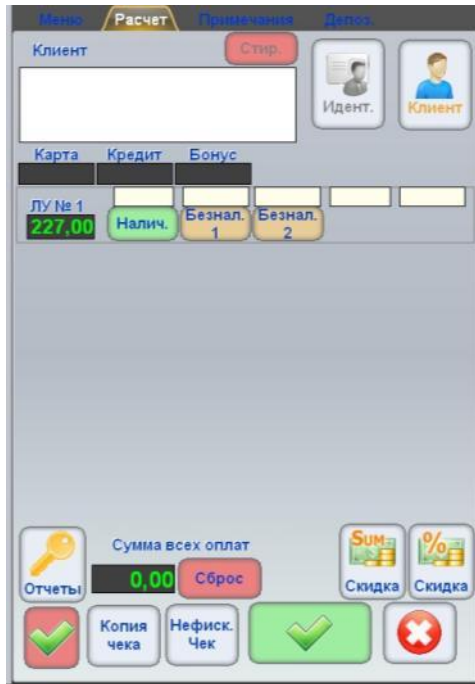 Меню Расчет Примечания Депоз.
Клиент Стир.
Идент. Клиент
Карта Кредит Бонус
ЛУ № 1
227,00 Налич. Безнал. Безнал.
1 2
Сумма всех оплат
SUM %
Отчеты 0,00 Сброс Скидка Скидка
Копия Нефиск.
чека Чек